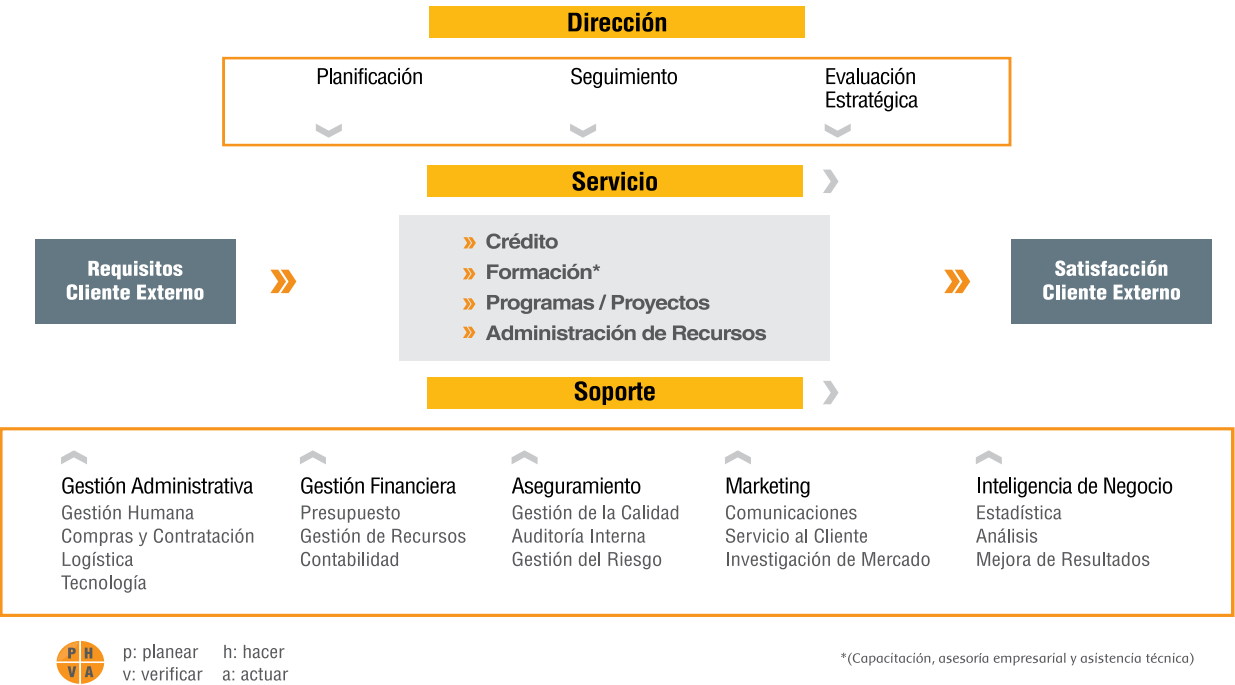 Dirección
Planificación
Seguimiento
Evaluación
Estratégica
Servicio
Requisitos
Cliente Externo
Crédito
Formación*
Programas / Proyectos
Administración de Recursos
Satisfacción
Cliente Externo
Soporte
Gestión Administrativa
Gestión Humana
Compras y Contratación
Logística
Tecnología
Gestión Financiera
Presupuesto
Gestión de Recursos
Contabilidad
Aseguramiento
Gestión de la Calidad
Auditoría Interna
Gestión del Riesgo
Marketing
Comunicaciones
Servicio al Cliente
Investigación de Mercado
Inteligencia de Negocio
Estadística
Análisis
Mejora de Resultados
P H
V A
p: planear h: hacer
v: verificar a: actuar
*(Capacitación, asesoría empresarial y asistencia técnica)